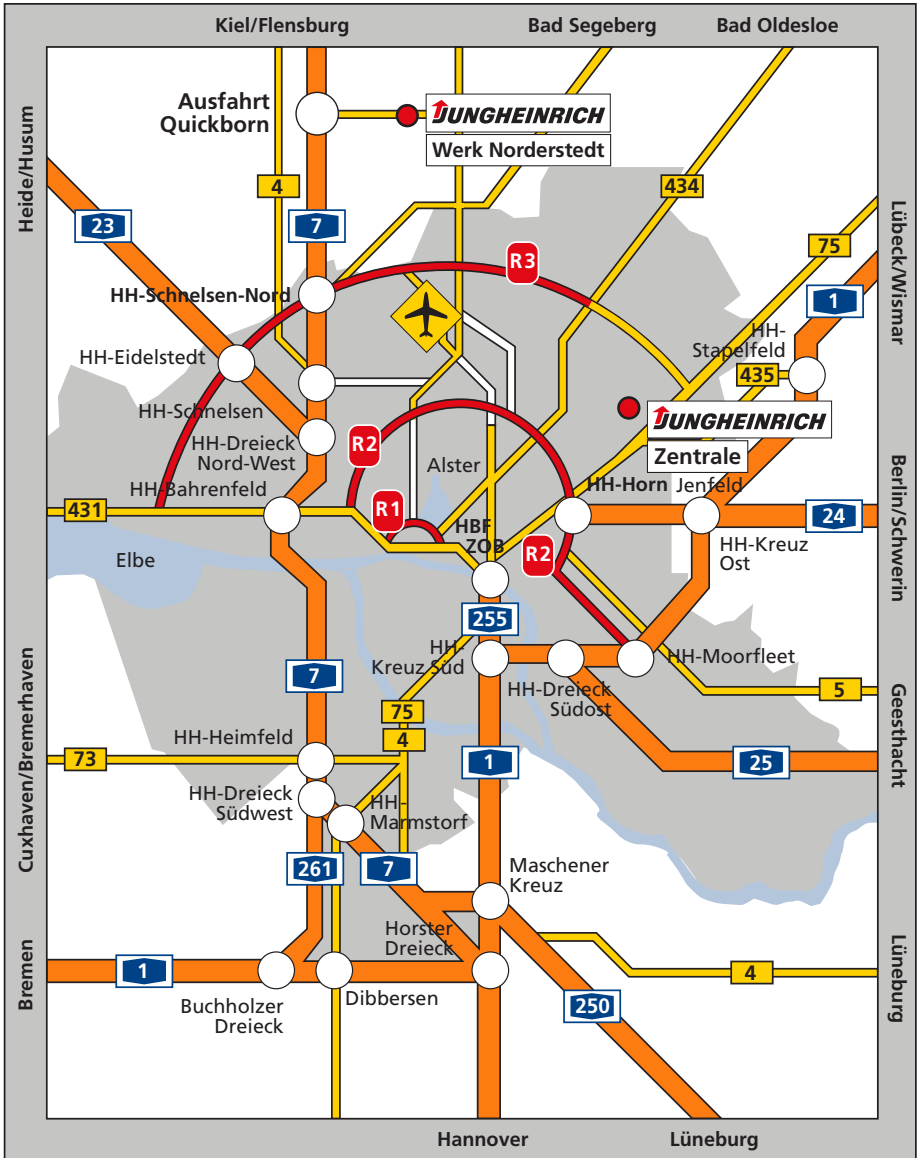 Kiel/Flensburg
Bad Segeberg
Bad Oldesloe
Heide/Husum
Cuxhaven/Bremerhaven
Bremen
Lübeck/Wismar
Berlin/Schwerin
Geesthacht
Lüneburg
Hannover
Lüneburg
Ausfahrt
Quickborn
JUNGHEINRICH
Werk Norderstedt
4
434
23
7
75
R3
1
HH-Schnelsen-Nord
HH-
Stapelfeld
HH-Eidelstedt
435
HH-Schnelsen
JUNGHEINRICH
Zentrale
HH-Dreieck
Nord-West
R2
Alster
HH-Bahrenfeld
HH-Horn
Jenfeld
431
R1
HBF
ZOB
24
Elbe
R2
HH-Kreuz
Ost
255
HH-
Kreuz Süd
HH-Moorfleet
7
HH-Dreieck
Südost
5
75
4
HH-Heimfeld
73
1
25
HH-Dreieck
Südwest
HH-
Marmstorf
261
7
Maschener
Kreuz
Horster
Dreieck
1
4
Buchholzer
Dreieck
Dibbersen
250